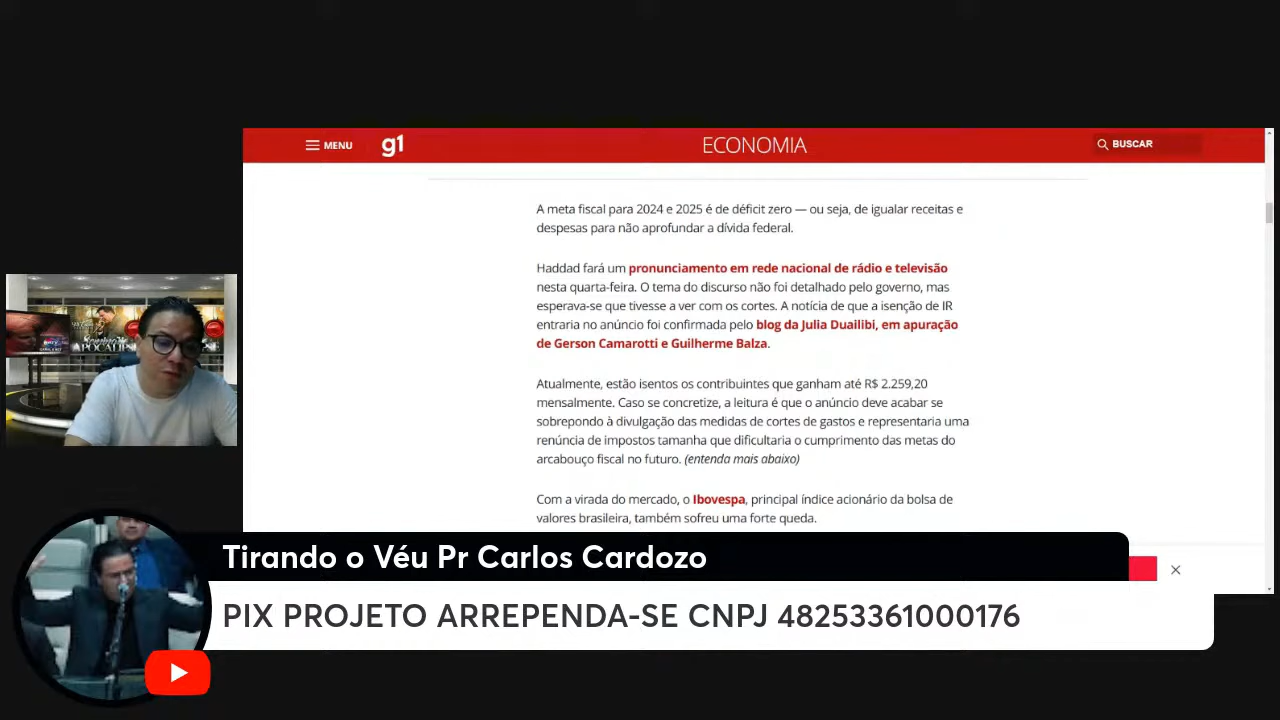 MENU
g1
ECONOMIA
BUSCAR
A meta fiscal para 2024 e 2025 é de déficit zero — ou seja, de igualar receitas e
despesas para não aprofundar a dívida federal.
Haddad fará um pronunciamento em rede nacional de rádio e televisão
nesta quarta-feira. O tema do discurso não foi detalhado pelo governo, mas
esperava-se que tivesse a ver com os cortes. A notícia de que a isenção de IR
entraria no anúncio foi confirmada pelo blog da Julia Duailibi, em apuração
de Gerson Camarotti e Guilherme Balza.
Atualmente, estão isentos os contribuintes que ganham até R$ 2.259,20
mensalmente. Caso se concretize, a leitura é que o anúncio deve acabar se
sobrepondo à divulgação das medidas de cortes de gastos e representaria uma
renúncia de impostos tamanha que dificultaria o cumprimento das metas do
arcabouço fiscal no futuro. (entenda mais abaixo)
Com a virada do mercado, o Ibovespa, principal índice acionário da bolsa de
valores brasileira, também sofreu uma forte queda.
Tirando o Véu Pr Carlos Cardozo
PIX PROJETO ARREPENDA-SE CNPJ 48253361000176